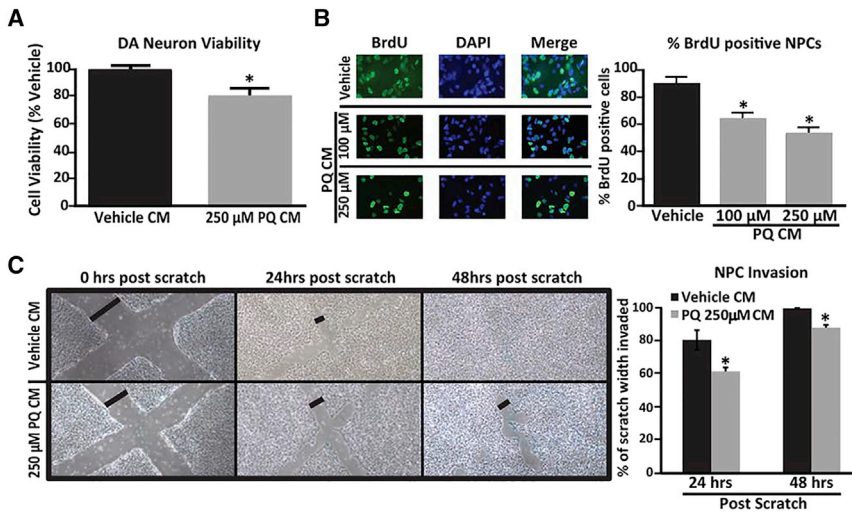 A
DA Neuron Viability
Cell Viability (% Vehicle)
100
80
60
40
20
0
*
Vehicle CM
250 µM PQ CM
B
BrdU
DAPI
Merge
Vehicle
100 µM
250 µM
PQ CM
% BrdU positive NPCs
% BrdU positive cells
100
80
60
40
20
0
*
*
Vehicle
100 µM
250 µM
PQ CM
C
0 hrs post scratch
24hrs post scratch
48hrs post scratch
Vehicle CM
250 µM PQ CM
NPC Invasion
% of scratch width invaded
100
80
60
40
20
0
Vehicle CM
PQ 250µM CM
*
*
24 hrs
48 hrs
Post Scratch